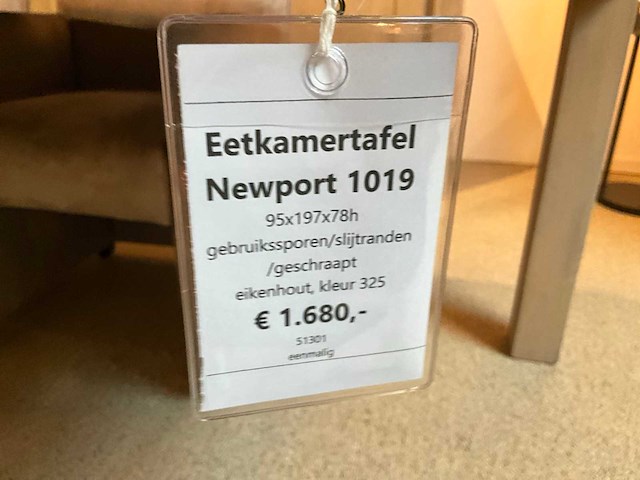 Eetkamertafel
Newport 1019
95x197x78h
gebruikssporen/slijtranden
/geschraapt
eikenhout, kleur 325
€ 1.680,-
51301
eenmalig